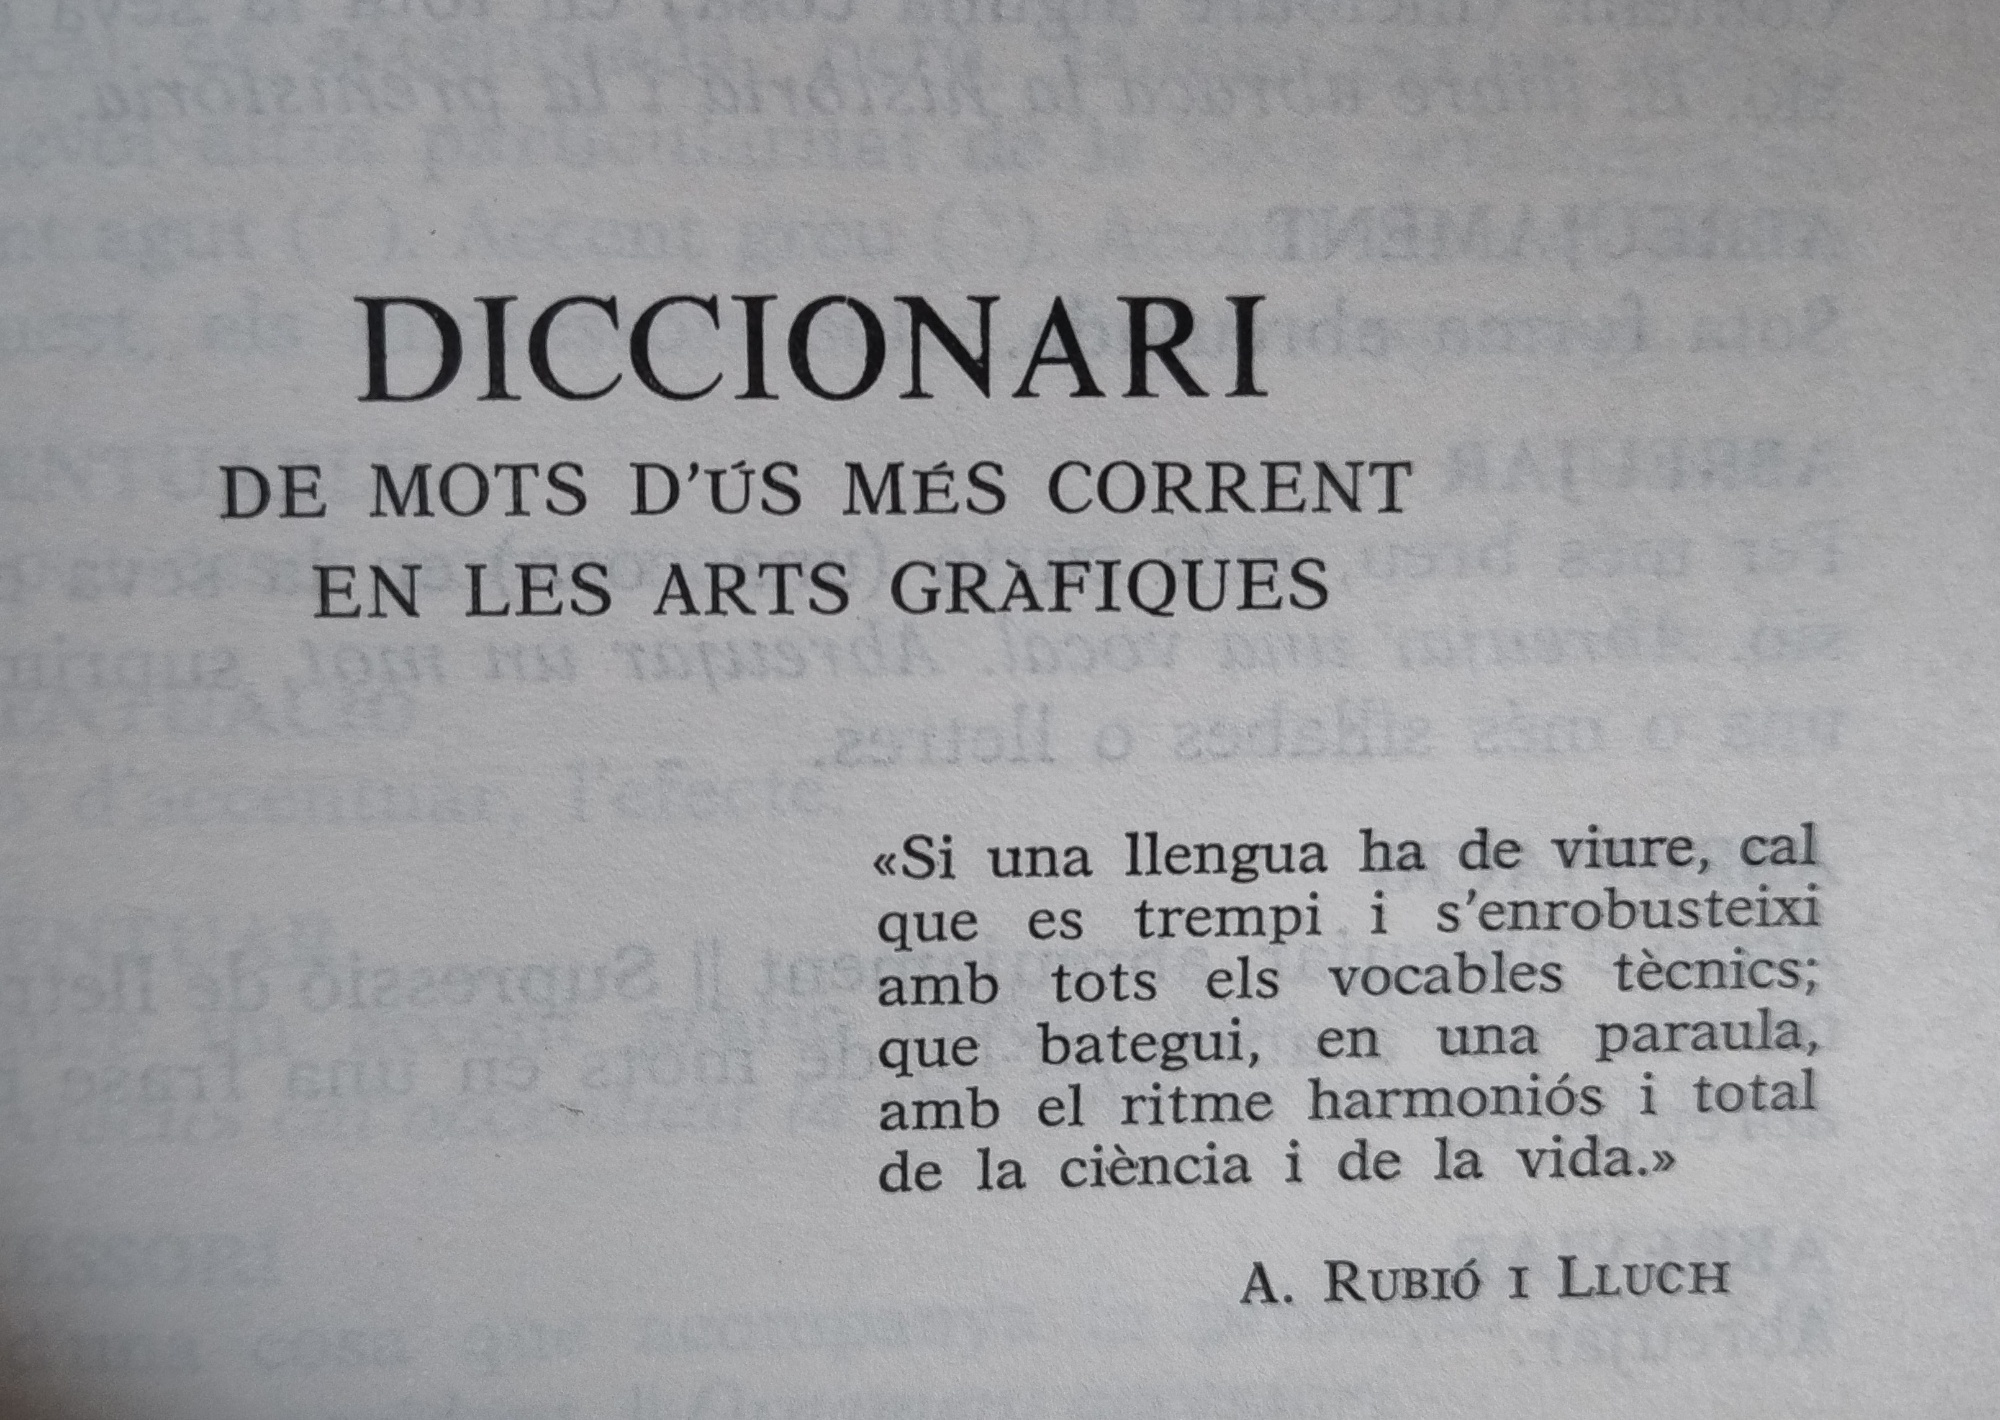 DICCIONARI
DE MOTS D'ÚS MÉS CORRENT
EN LES ARTS GRÀFIQUES
«Si una llengua ha de viure, cal
que es trempi i s'enrobusteixi
amb tots els vocables tècnics;
que bategui, en una paraula,
amb el ritme harmoniós i total
de la ciència i de la vida.»
A. RUBIÓ I LLUCH